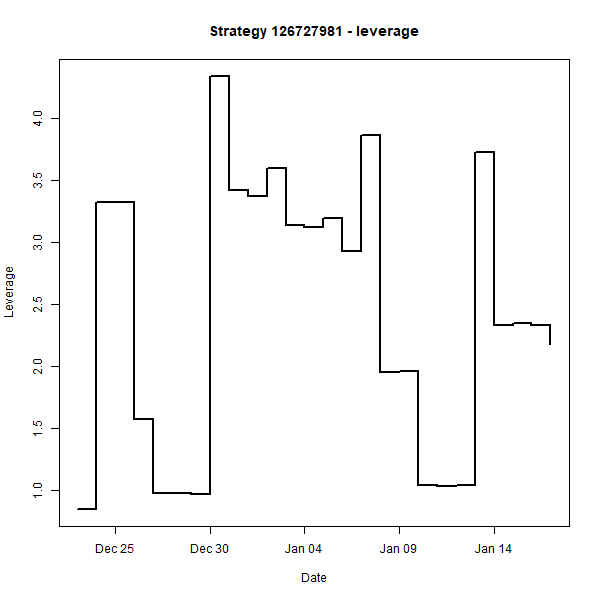 Strategy 126727981 - leverage
Leverage
4.0
3.5
3.0
2.5
2.0
1.5
1.0
Dec 25
Dec 30
Jan 04
Jan 09
Jan 14
Date